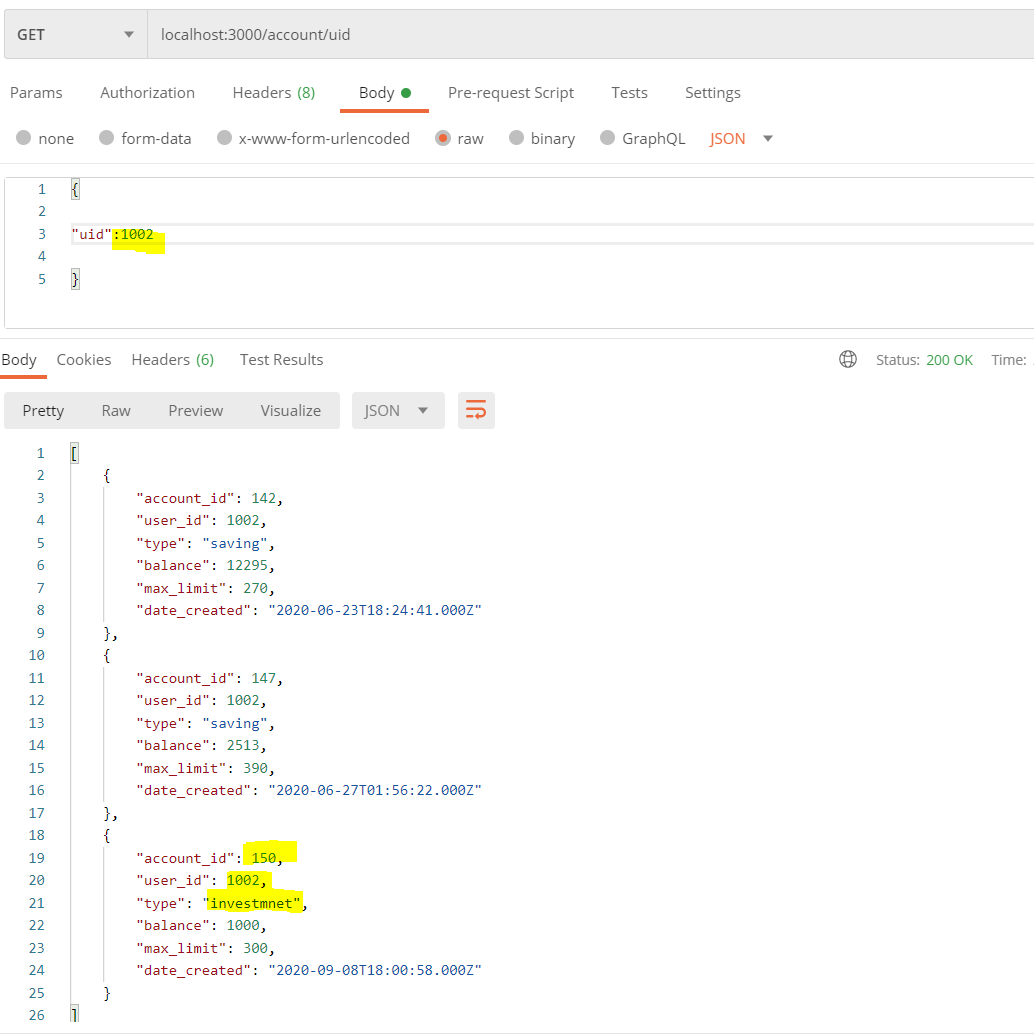 GET localhost:3000/account/uid
Params Authorization Headers (8) Body Pre-request Script Tests Settings
none form-data x-www-form-urlencoded raw binary GraphQL JSON
1 {
2
3 "uid":1002
4
5 }
Body Cookies Headers (6) Test Results Status: 200 OK Time:
Pretty Raw Preview Visualize JSON
1 [
2 {
3 "account_id": 142,
4 "user_id": 1002,
5 "type": "saving",
6 "balance": 12295,
7 "max_limit": 270,
8 "date_created": "2020-06-23T18:24:41.000Z"
9 },
10 {
11 "account_id": 147,
12 "user_id": 1002,
13 "type": "saving",
14 "balance": 2513,
15 "max_limit": 390,
16 "date_created": "2020-06-27T01:56:22.000Z"
17 },
18 {
19 "account_id": 150,
20 "user_id": 1002,
21 "type": "investmnet",
22 "balance": 1000,
23 "max_limit": 300,
24 "date_created": "2020-09-08T18:00:58.000Z"
25 }
26 ]